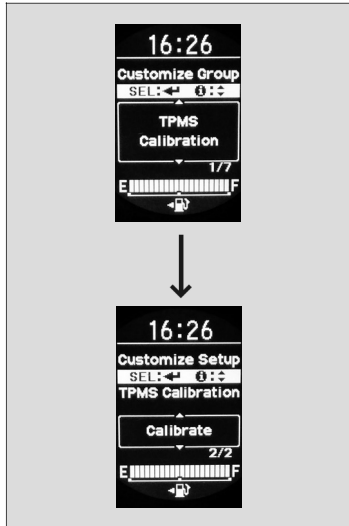 16:26
Customize Group
SEL:↵ i:
TPMS
Calibration
1/7
E F
16:26
Customize Setup
SEL:↵ i:
TPMS Calibration
Calibrate
2/2
E F